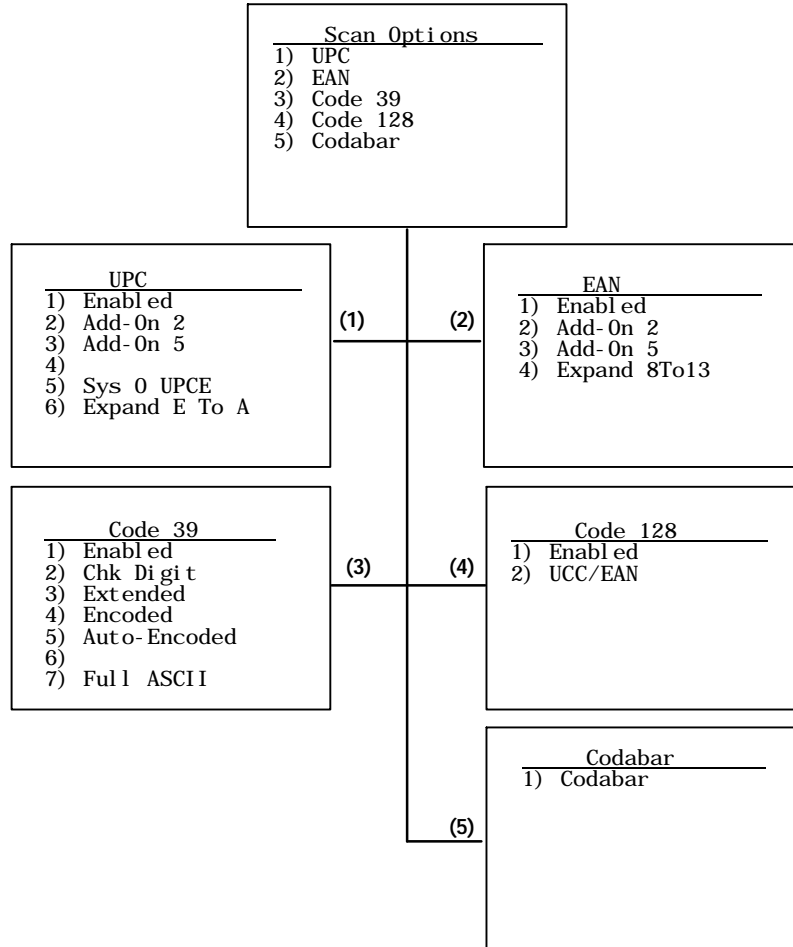 Scan Options
1) UPC
2) EAN
3) Code 39
4) Code 128
5) Codabar
UPC
1) Enabled
2) Add-On 2
3) Add-On 5
4)
5) Sys 0 UPCE
6) Expand E To A
(1)
(2)
EAN
1) Enabled
2) Add-On 2
3) Add-On 5
4) Expand 8To13
Code 39
1) Enabled
2) Chk Digit
3) Extended
4) Encoded
5) Auto-Encoded
6)
7) Full ASCII
(3)
(4)
Code 128
1) Enabled
2) UCC/EAN
Codabar
1) Codabar
(5)